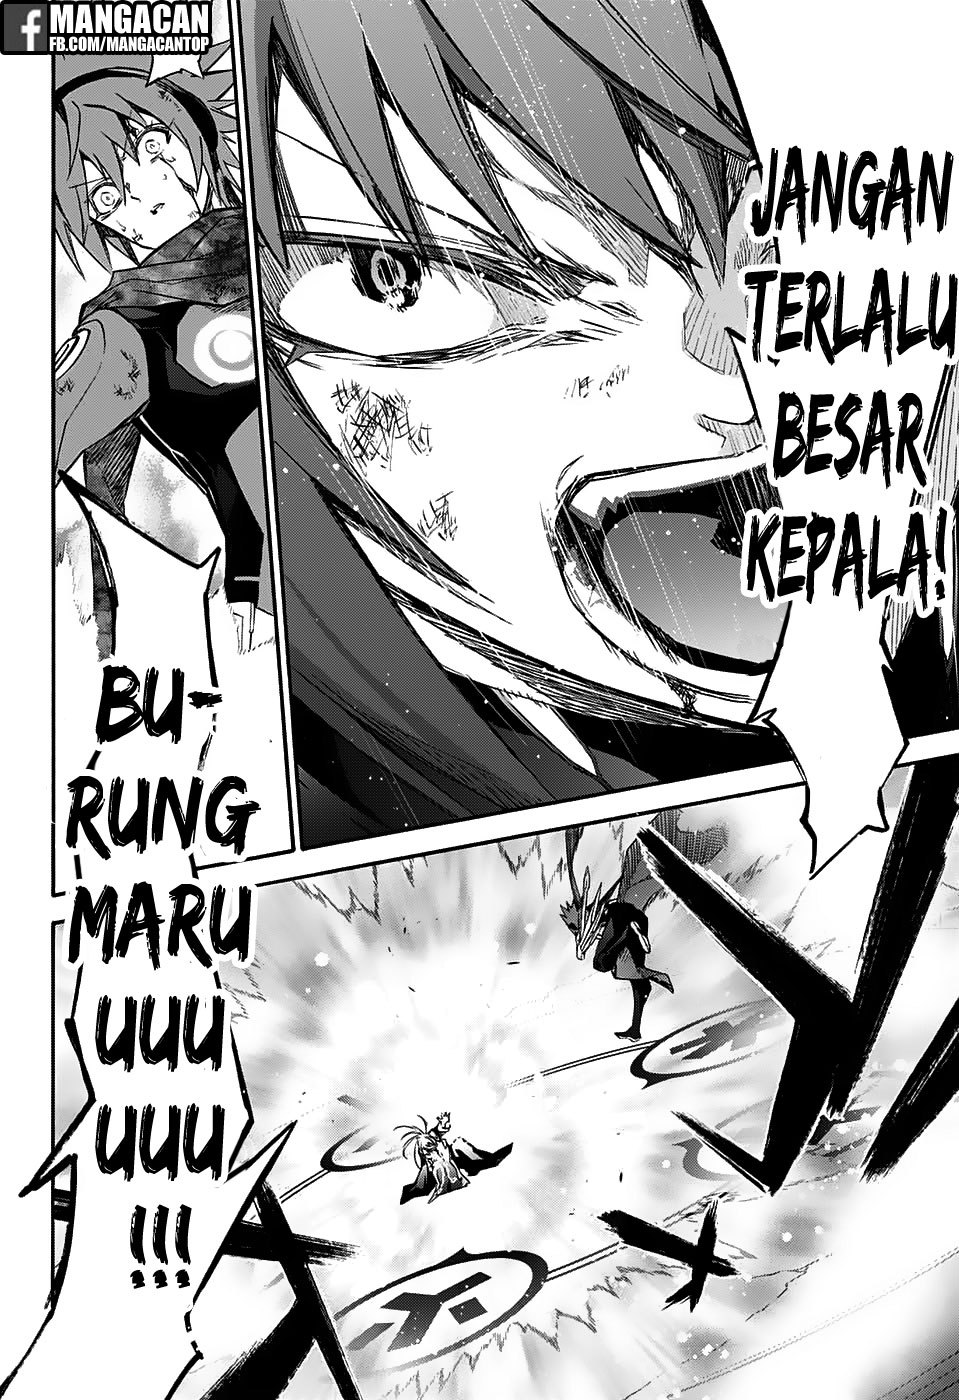 MANGACAN
FB.COM/MANGACANTOP
JANGAN
TERLALU
BESAR
KEPALA!
BU-
RUNG
MARU
UUU
UUU
!!!